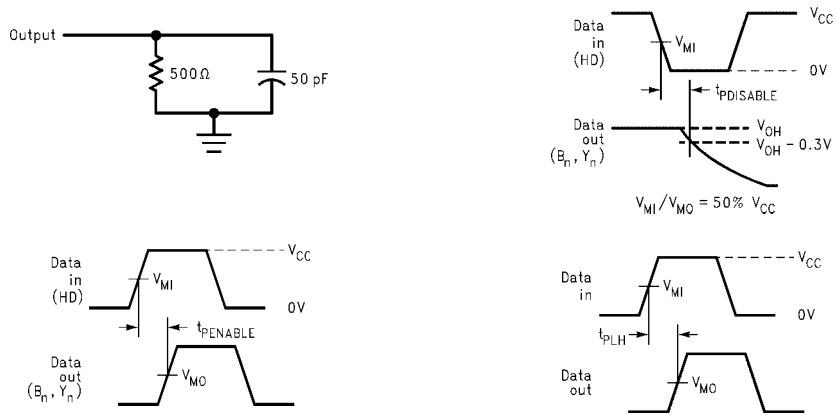 Output
500Ω
50 pF
Data
in
(HD)
V_MI
V_CC
0V
t_PDISABLE
Data
out
(B_n, Y_n)
V_OH
V_OH - 0.3V
V_MI/V_MO = 50% V_CC
Data
in
(HD)
V_MI
V_CC
0V
t_PENABLE
Data
out
(B_n, Y_n)
V_MO
Data
in
V_MI
V_CC
0V
t_PLH
Data
out
V_MO